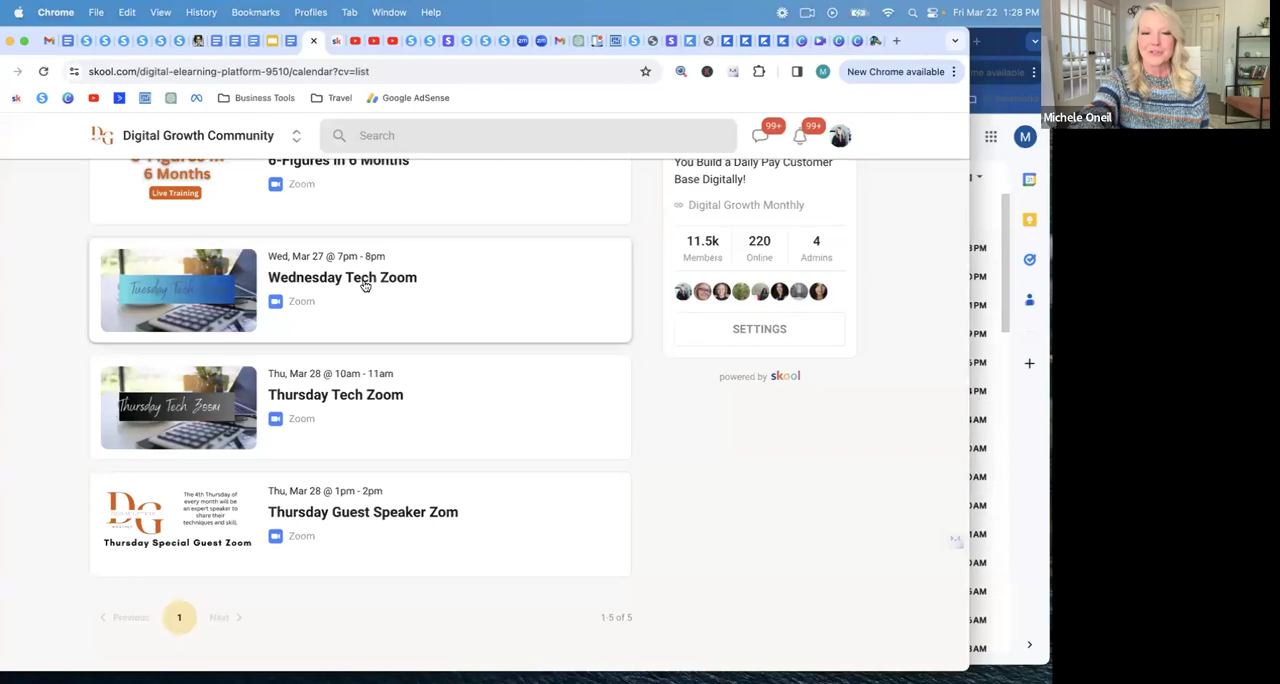 Chrome File Edit View History Bookmarks Profiles Tab Window Help Fri Mar 22 1:28 PM
skool.com/digital-elearning-platform-9510/calendar?cv=list New Chrome available
sk Business Tools Travel Google AdSense
DG Digital Growth Community Search 99+ 99+
Michele Oneil
M
6 Months
Live Training
6-Figures in 6 Months
Zoom
You Build a Daily Pay Customer
Base Digitally!
Digital Growth Monthly
11.5k 220 4
Members Online Admins
SETTINGS
powered by skool
Tuesday Tech
Wed, Mar 27 @ 7pm - 8pm
Wednesday Tech Zoom
Zoom
Thursday Tech Zoom
Thu, Mar 28 @ 10am - 11am
Thursday Tech Zoom
Zoom
DG
The 4th Thursday of
every month will be
an expert speaker to
share their
techniques and skill.
Thursday Special Guest Zoom
Thu, Mar 28 @ 1pm - 2pm
Thursday Guest Speaker Zom
Zoom
Previous 1 Next 1-5 of 5